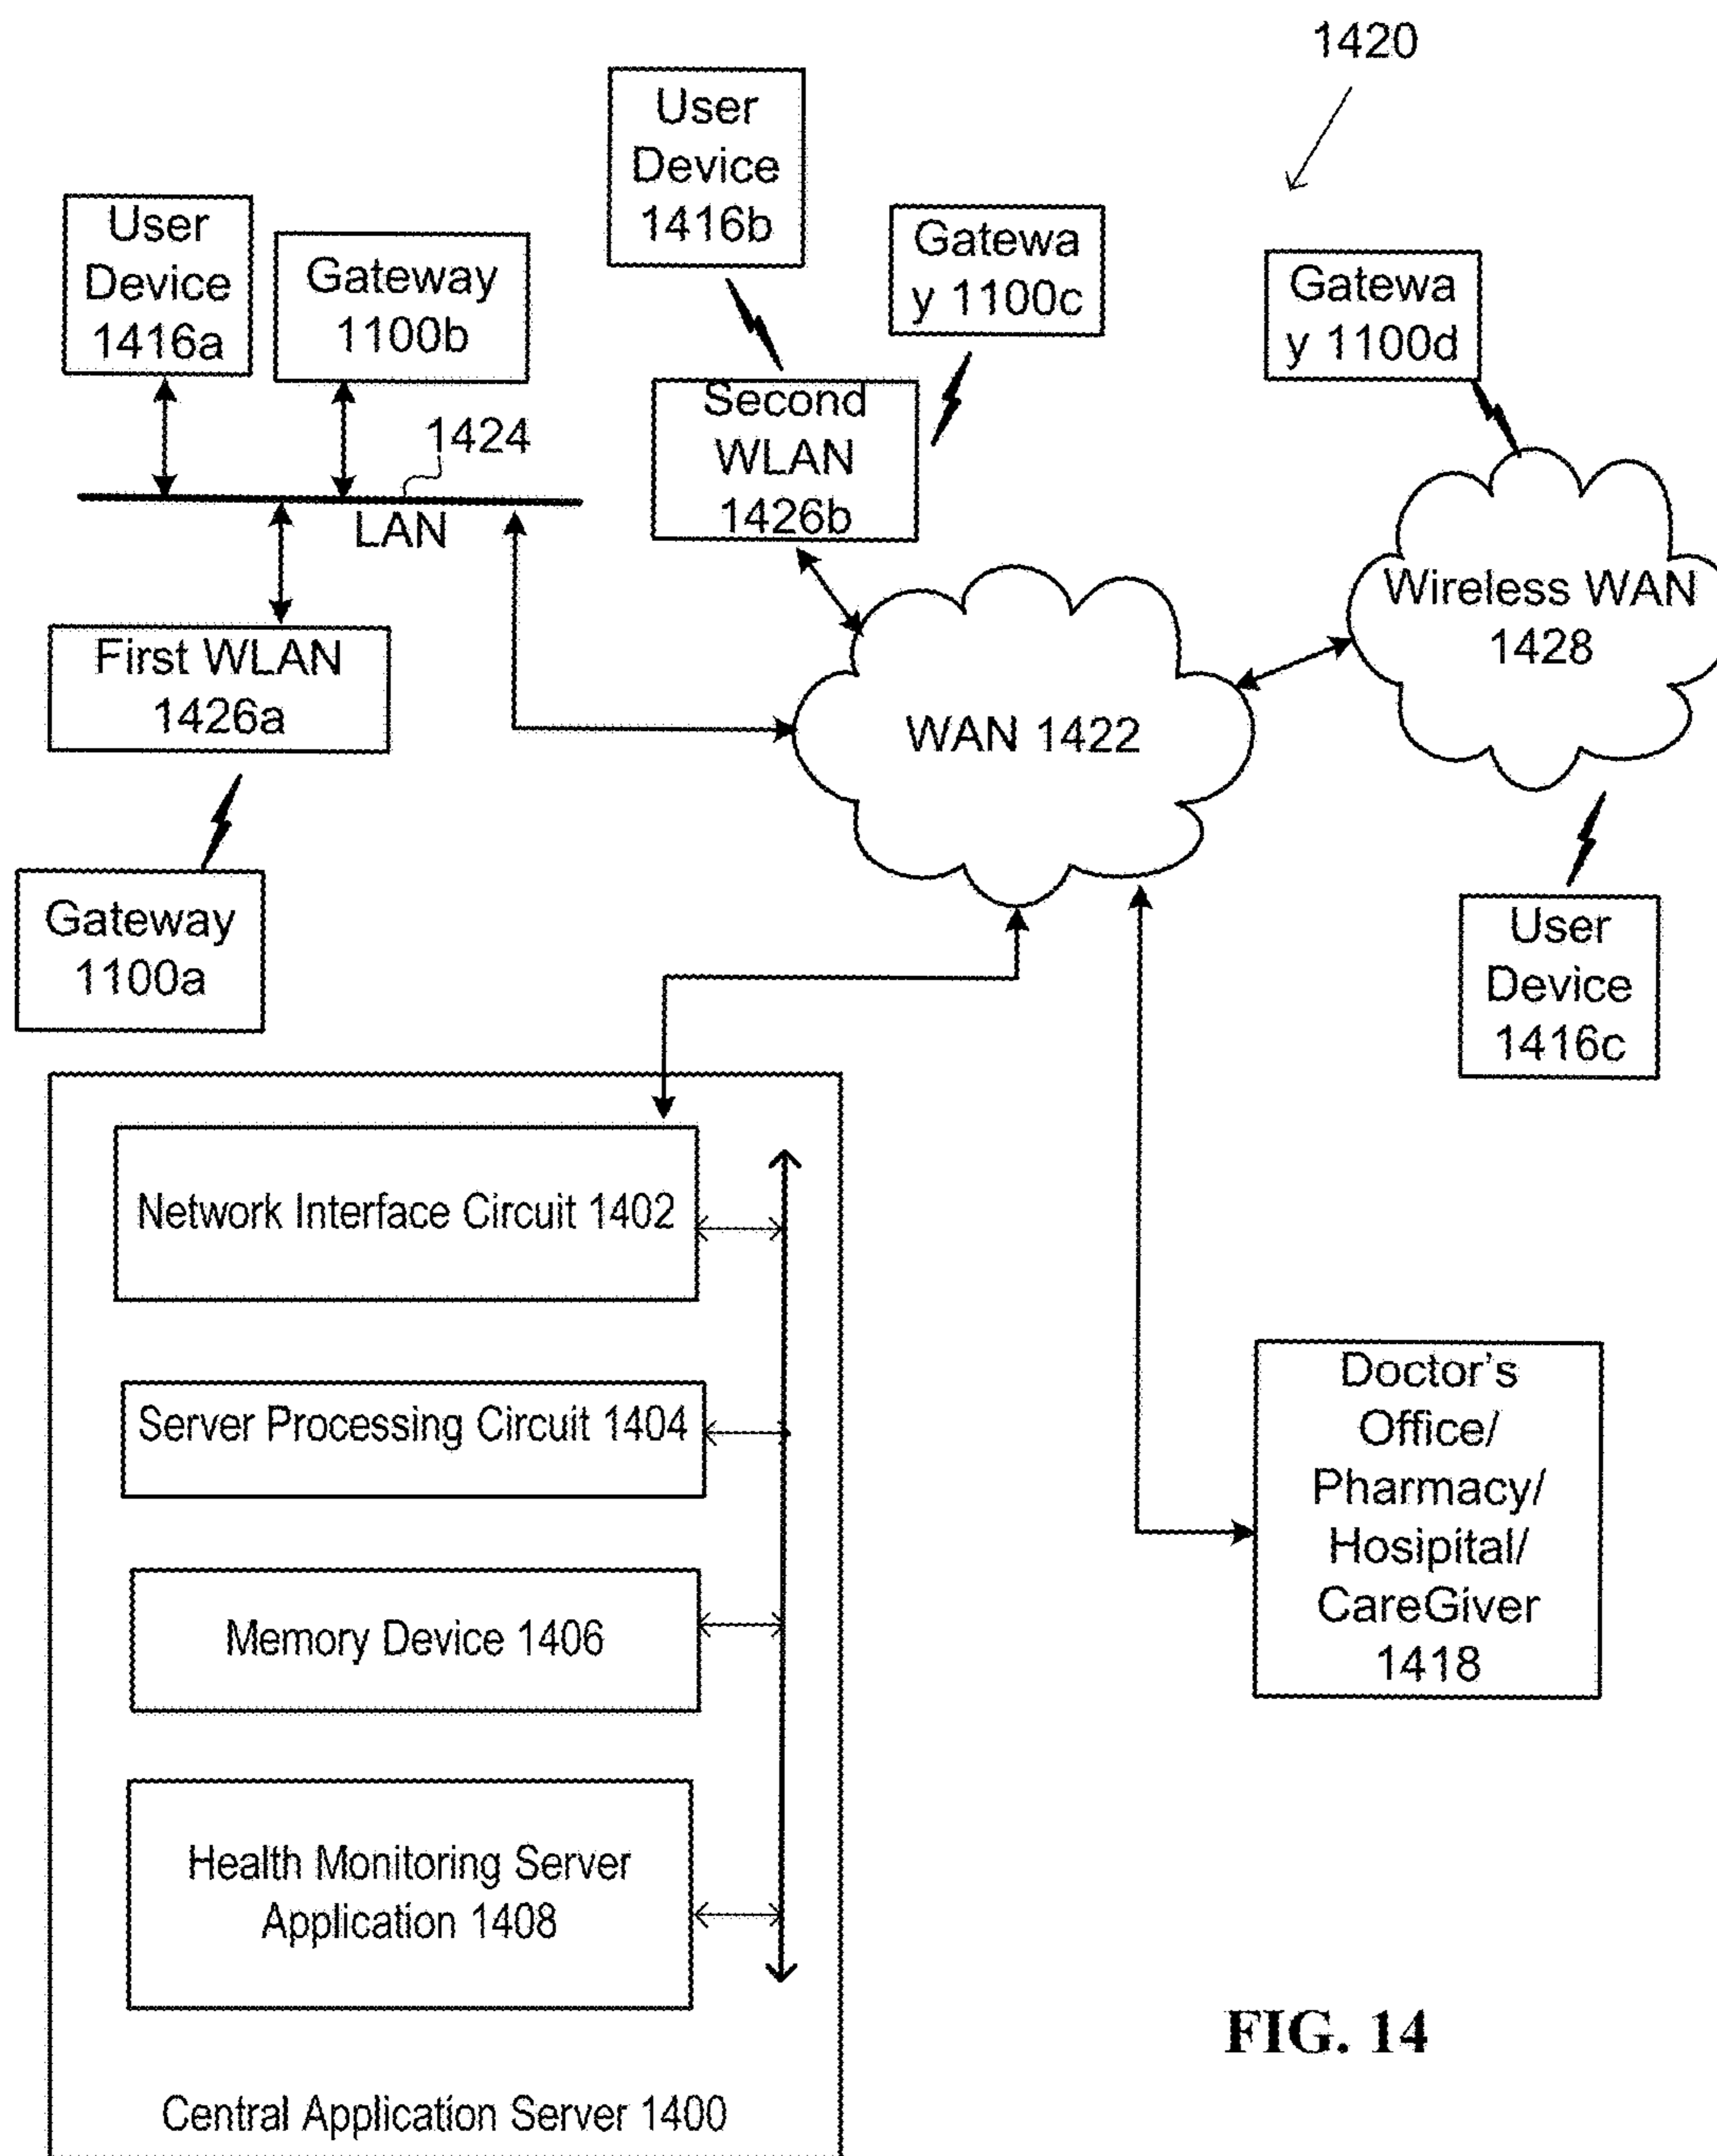 1420
User
Device
1416b
User
Device
1416a
Gateway
1100b
Gatewa
y 1100c
Gatewa
y 1100d
1424
LAN
Second
WLAN
1426b
First WLAN
1426a
WAN 1422
Wireless WAN
1428
Gateway
1100a
User
Device
1416c
Network Interface Circuit 1402
Server Processing Circuit 1404
Memory Device 1406
Health Monitoring Server
Application 1408
Central Application Server 1400
Doctor's
Office/
Pharmacy/
Hosipital/
CareGiver
1418
FIG. 14